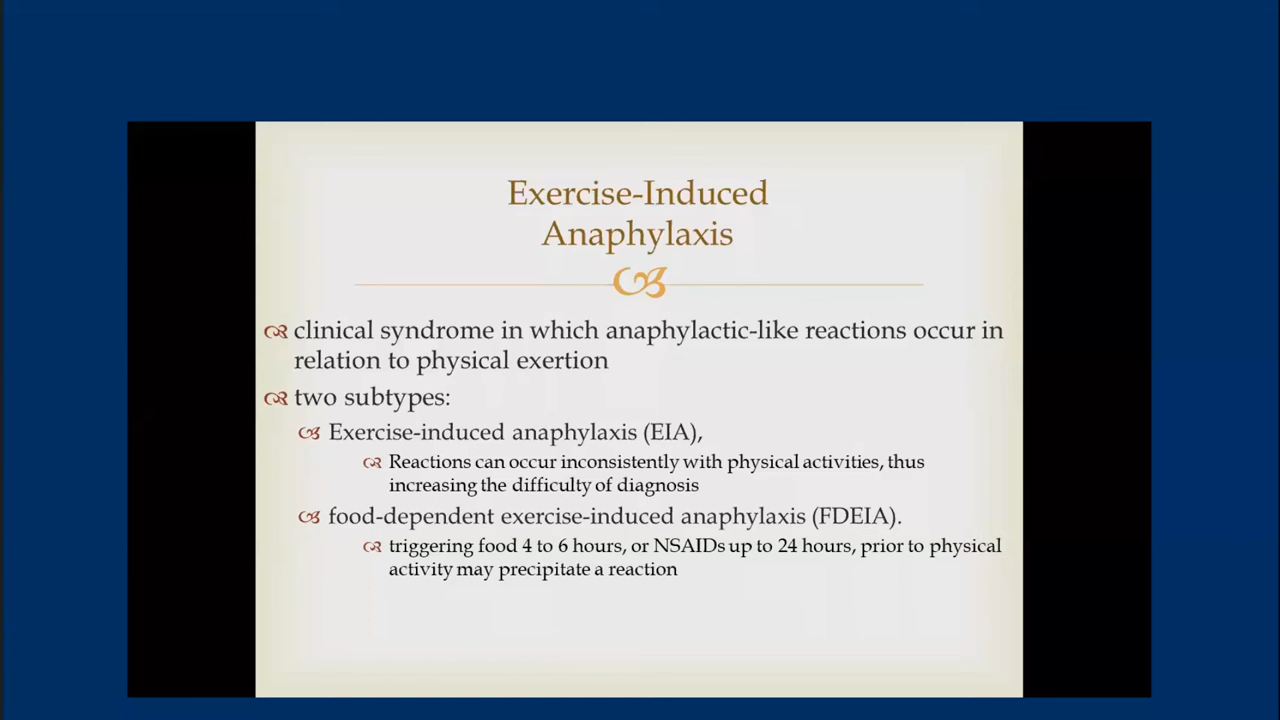 Exercise-Induced
Anaphylaxis
clinical syndrome in which anaphylactic-like reactions occur in
relation to physical exertion
two subtypes:
Exercise-induced anaphylaxis (EIA),
Reactions can occur inconsistently with physical activities, thus
increasing the difficulty of diagnosis
food-dependent exercise-induced anaphylaxis (FDEIA).
triggering food 4 to 6 hours, or NSAIDs up to 24 hours, prior to physical
activity may precipitate a reaction